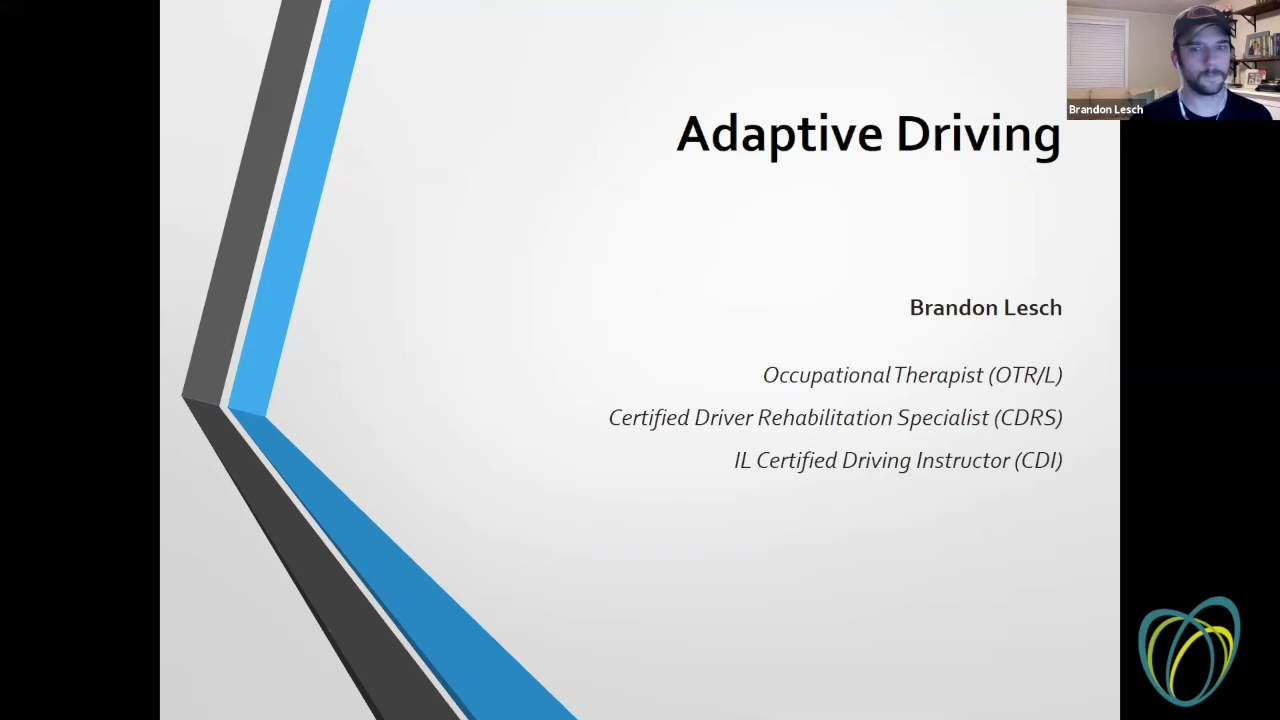 Brandon Lesch
Adaptive Driving
Brandon Lesch
Occupational Therapist (OTR/L)
Certified Driver Rehabilitation Specialist (CDRS)
IL Certified Driving Instructor (CDI)